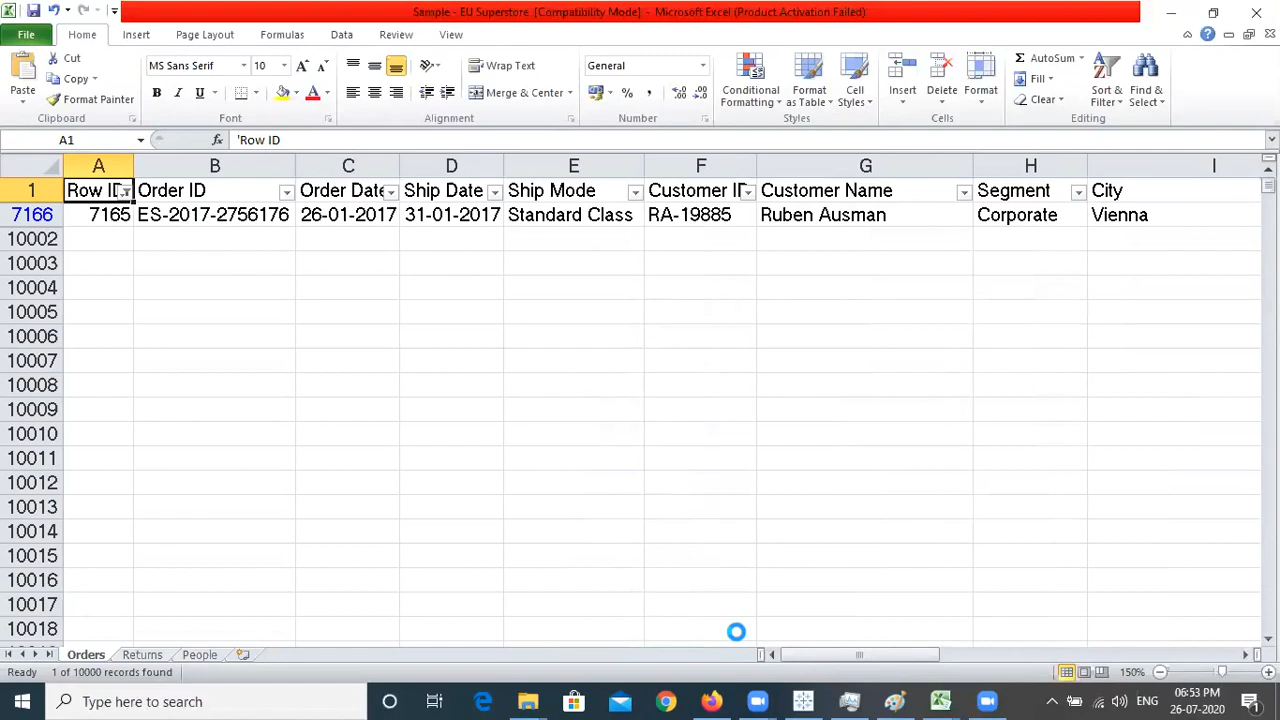 Sample - EU Superstore  [Compatibility Mode]  -  Microsoft Excel (Product Activation Failed)
File Home Insert Page Layout Formulas Data Review View
Paste Cut Copy Format Painter Clipboard
MS Sans Serif 10 A A B I U A Font
Wrap Text Merge & Center Alignment
General % , .0 .00 Number
Conditional Formatting Format as Table Cell Styles Styles
Insert Delete Format Cells
Σ AutoSum Fill Clear Sort & Filter Find & Select Editing
A1 fx 'Row ID
A B C D E F G H I
1 Row ID Order ID Order Date Ship Date Ship Mode Customer ID Customer Name Segment City
7166 7165 ES-2017-2756176 26-01-2017 31-01-2017 Standard Class RA-19885 Ruben Ausman Corporate Vienna
10002
10003
10004
10005
10006
10007
10008
10009
10010
10011
10012
10013
10014
10015
10016
10017
10018
Orders Returns People
Ready 1 of 10000 records found 150%
Type here to search ENG 06:53 PM
26-07-2020